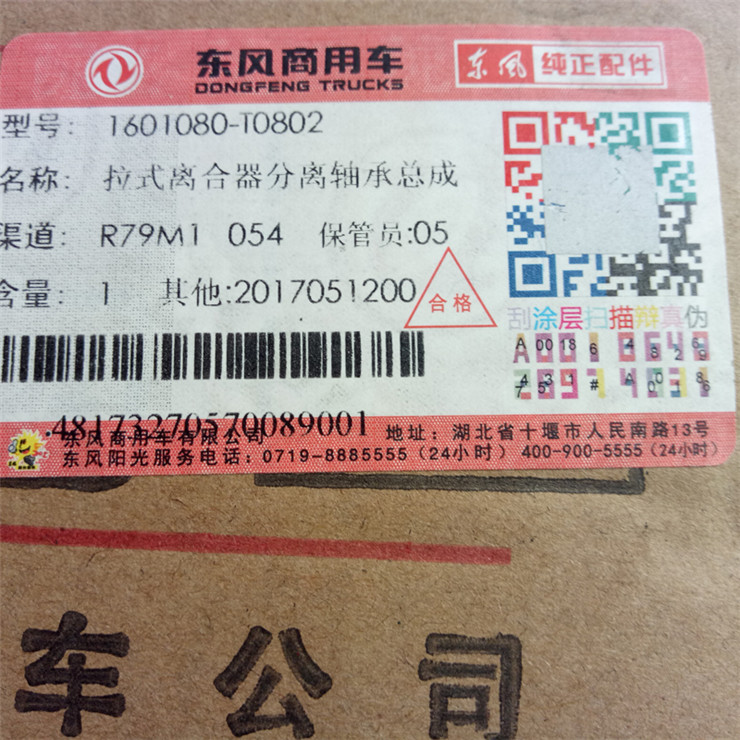 东风商用车
DONGFENG TRUCKS
东风 纯正配件
型号: 1601080-T0802
名称: 拉式离合器分离轴承总成
渠道: R79M1 054 保管员:05
含量: 1 其他:2017051200
合格
刮涂层扫描辩真伪
.48173270570089001
东风商用车有限公司 地址: 湖北省十堰市人民南路13号
东风阳光服务电话: 0719-8885555 (24小时) 400-900-5555 (24小时)
车公司